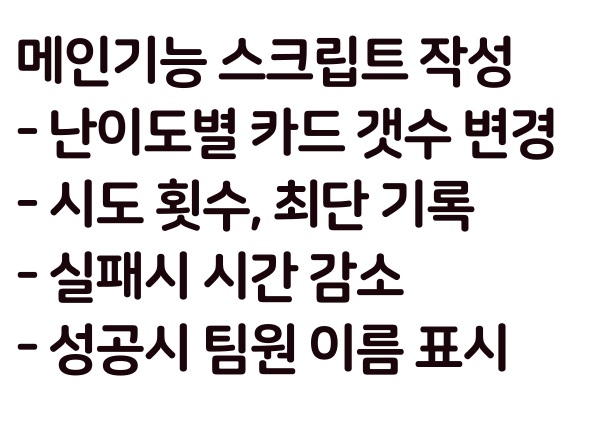 메인기능 스크립트 작성
- 난이도별 카드 갯수 변경
- 시도 횟수, 최단 기록
- 실패시 시간 감소
- 성공시 팀원 이름 표시